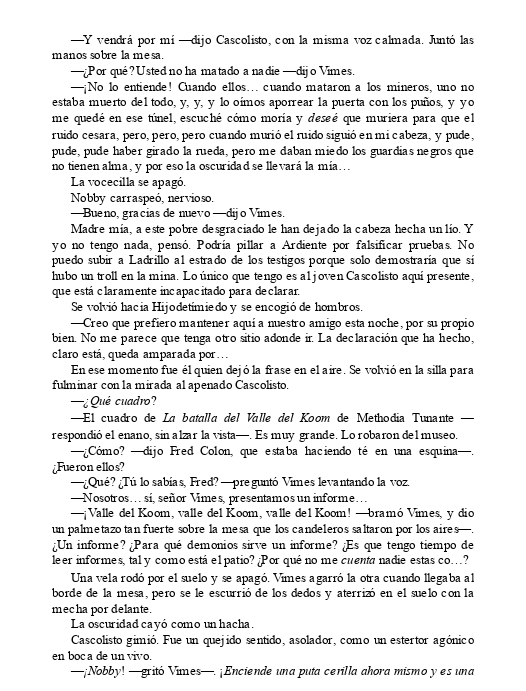 —Y vendrá por mí —dijo Cascolisto, con la misma voz calmada. Juntó las
manos sobre la mesa.
—¿Por qué? Usted no ha matado a nadie —dijo Vimes.
—¡No lo entiende! Cuando ellos… cuando mataron a los mineros, uno no
estaba muerto del todo, y, y, y lo oímos aporrear la puerta con los puños, y yo
me quedé en ese túnel, escuché cómo moría y deseé que muriera para que el
ruido cesara, pero, pero, pero cuando murió el ruido siguió en mi cabeza, y pude,
pude, pude haber girado la rueda, pero me daban miedo los guardias negros que
no tienen alma, y por eso la oscuridad se llevará la mía…
La vocecilla se apagó.
Nobby carraspeó, nervioso.
—Bueno, gracias de nuevo —dijo Vimes.
Madre mía, a este pobre desgraciado le han dejado la cabeza hecha un lío. Y
yo no tengo nada, pensó. Podría pillar a Ardiente por falsificar pruebas. No
puedo subir a Ladrillo al estrado de los testigos porque solo demostraría que sí
hubo un troll en la mina. Lo único que tengo es al joven Cascolisto aquí presente,
que está claramente incapacitado para declarar.
Se volvió hacia Hijodetímiedo y se encogió de hombros.
—Creo que prefiero mantener aquí a nuestro amigo esta noche, por su propio
bien. No me parece que tenga otro sitio adonde ir. La declaración que ha hecho,
claro está, queda amparada por…
En ese momento fue él quien dejó la frase en el aire. Se volvió en la silla para
fulminar con la mirada al apenado Cascolisto.
—¿Qué cuadro?
—El cuadro de La batalla del Valle del Koom de Methodia Tunante —
respondió el enano, sin alzar la vista—. Es muy grande. Lo robaron del museo.
—¿Cómo? —dijo Fred Colon, que estaba haciendo té en una esquina—.
¿Fueron ellos?
—¿Qué? ¿Tú lo sabías, Fred? —preguntó Vimes levantando la voz.
—Nosotros… sí, señor Vimes, presentamos un informe…
—¡Valle del Koom, valle del Koom, valle del Koom! —bramó Vimes, y dio
un palmetazo tan fuerte sobre la mesa que los candeleros saltaron por los aires—.
¿Un informe? ¿Para qué demonios sirve un informe? ¿Es que tengo tiempo de
leer informes, tal y como está el patio? ¿Por qué no me cuenta nadie estas co…?
Una vela rodó por el suelo y se apagó. Vimes agarró la otra cuando llegaba al
borde de la mesa, pero se le escurrió de los dedos y aterrizó en el suelo con la
mecha por delante.
La oscuridad cayó como un hacha.
Cascolisto gimió. Fue un quejido sentido, asolador, como un estertor agónico
en boca de un vivo.
—¡Nobby! —gritó Vimes—. ¡Enciende una puta cerilla ahora mismo y es una